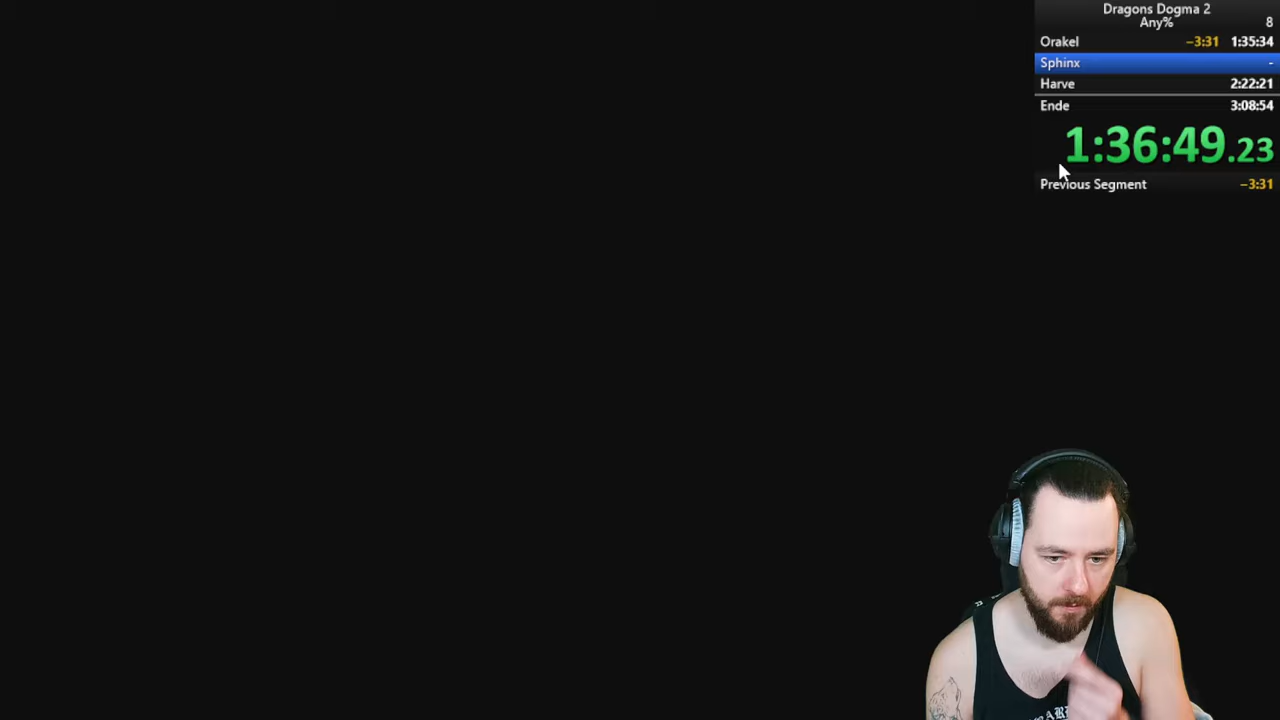 Dragons Dogma 2
Any%
8
Orakel −3:31 1:35:34
Sphinx -
Harve 2:22:21
Ende 3:08:54
1:36:49.23
Previous Segment −3:31